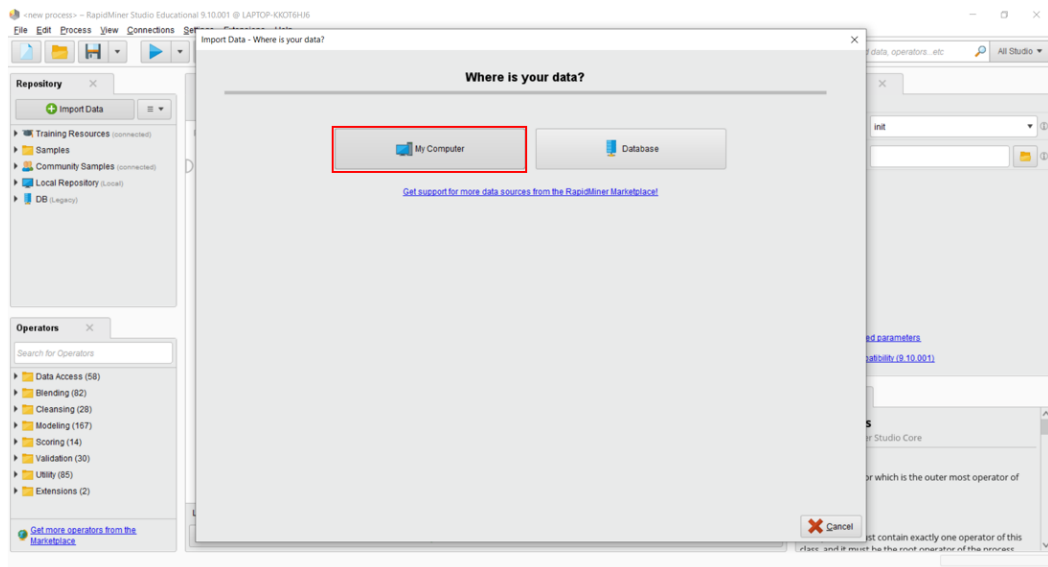 <new process> – RapidMiner Studio Educational 9.10.001 @ LAPTOP-KKOT6HJ6
File Edit Process View Connections
Import Data - Where is your data?
data, operators...etc
All Studio
Repository
Import Data
Training Resources (connected)
Samples
Community Samples (connected)
Local Repository (Local)
DB (Legacy)
Where is your data?
My Computer
Database
Get support for more data sources from the RapidMiner Marketplace!
Cancel
init
parameters
(9.10.001)
Operators
Search for Operators
Data Access (58)
Blending (82)
Cleansing (28)
Modeling (167)
Scoring (14)
Validation (30)
Utility (85)
Extensions (2)
Get more operators from the
Marketplace
Studio Core
which is the outer most operator of
contain exactly one operator of this
class, and it must be the root operator of the process